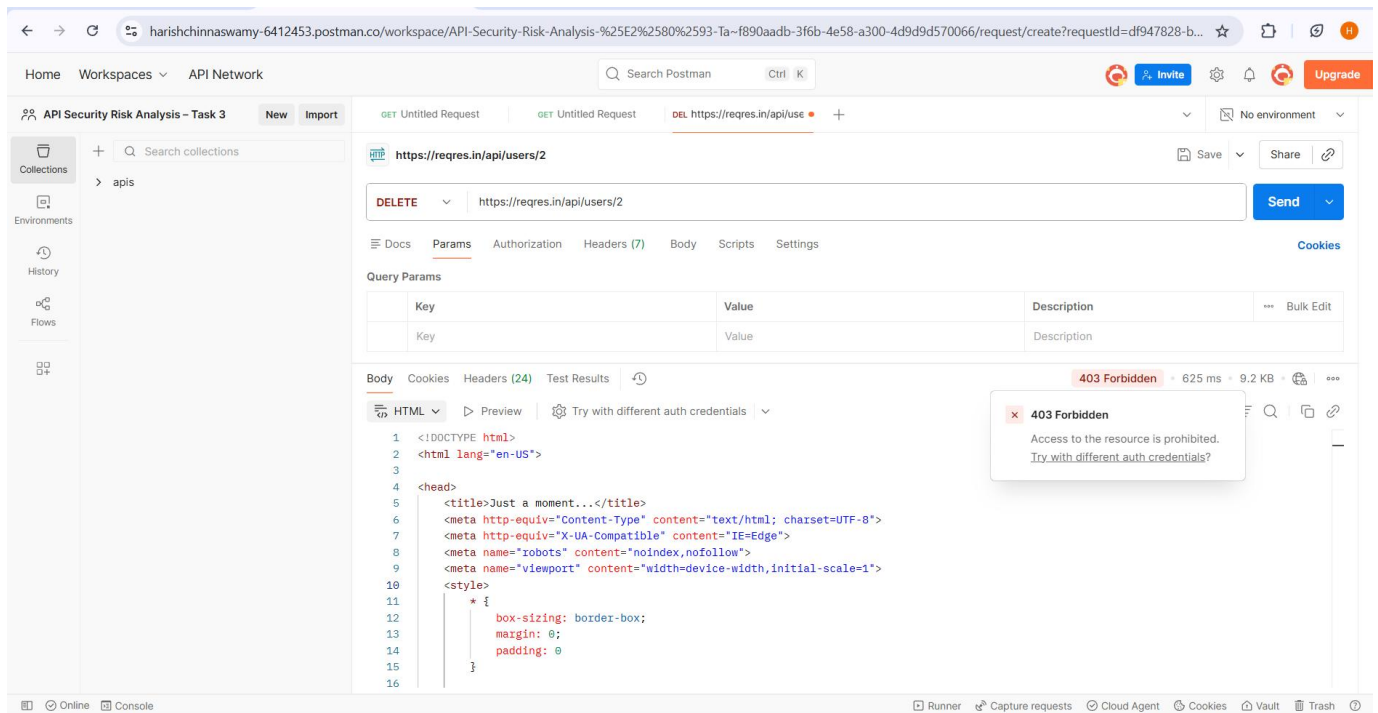 harishchinnaswamy-6412453.postman.co/workspace/API-Security-Risk-Analysis-%25E2%2580%2593-Ta~f890aadb-3f6b-4e58-a300-4d9d9d570066/request/create?requestId=df947828-b...
H
Home Workspaces API Network
Search Postman Ctrl K
Invite Upgrade
API Security Risk Analysis – Task 3 New Import
GET Untitled Request GET Untitled Request DEL https://reqres.in/api/use No environment
Collections
Search collections
apis
Environments
History
Flows
HTTP https://reqres.in/api/users/2 Save Share
DELETE https://reqres.in/api/users/2 Send
Docs Params Authorization Headers (7) Body Scripts Settings Cookies
Query Params
Key Value Description Bulk Edit
Key Value Description
Body Cookies Headers (24) Test Results 403 Forbidden 625 ms 9.2 KB
HTML Preview Try with different auth credentials
403 Forbidden
Access to the resource is prohibited.
Try with different auth credentials?
1 <!DOCTYPE html>
2 <html lang="en-US">
3
4 <head>
5 <title>Just a moment...</title>
6 <meta http-equiv="Content-Type" content="text/html; charset=UTF-8">
7 <meta http-equiv="X-UA-Compatible" content="IE=Edge">
8 <meta name="robots" content="noindex,nofollow">
9 <meta name="viewport" content="width=device-width,initial-scale=1">
10 <style>
11 * {
12 box-sizing: border-box;
13 margin: 0;
14 padding: 0
15 }
16
Online Console Runner Capture requests Cloud Agent Cookies Vault Trash